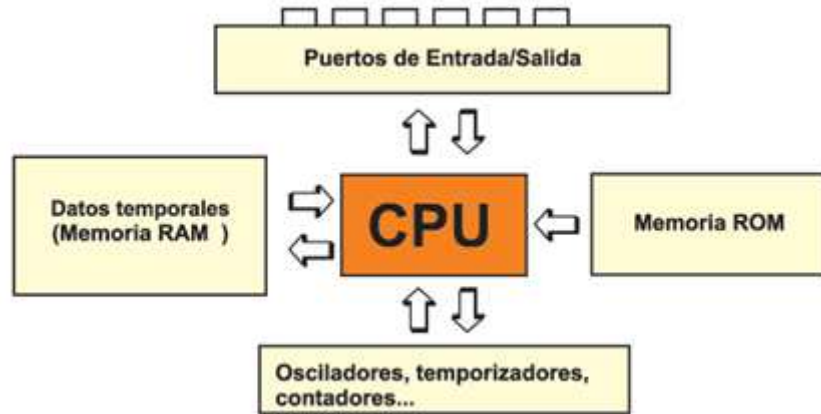 Puertos de Entrada/Salida
Datos temporales
(Memoria RAM )
CPU
Memoria ROM
Osciladores, temporizadores,
contadores...